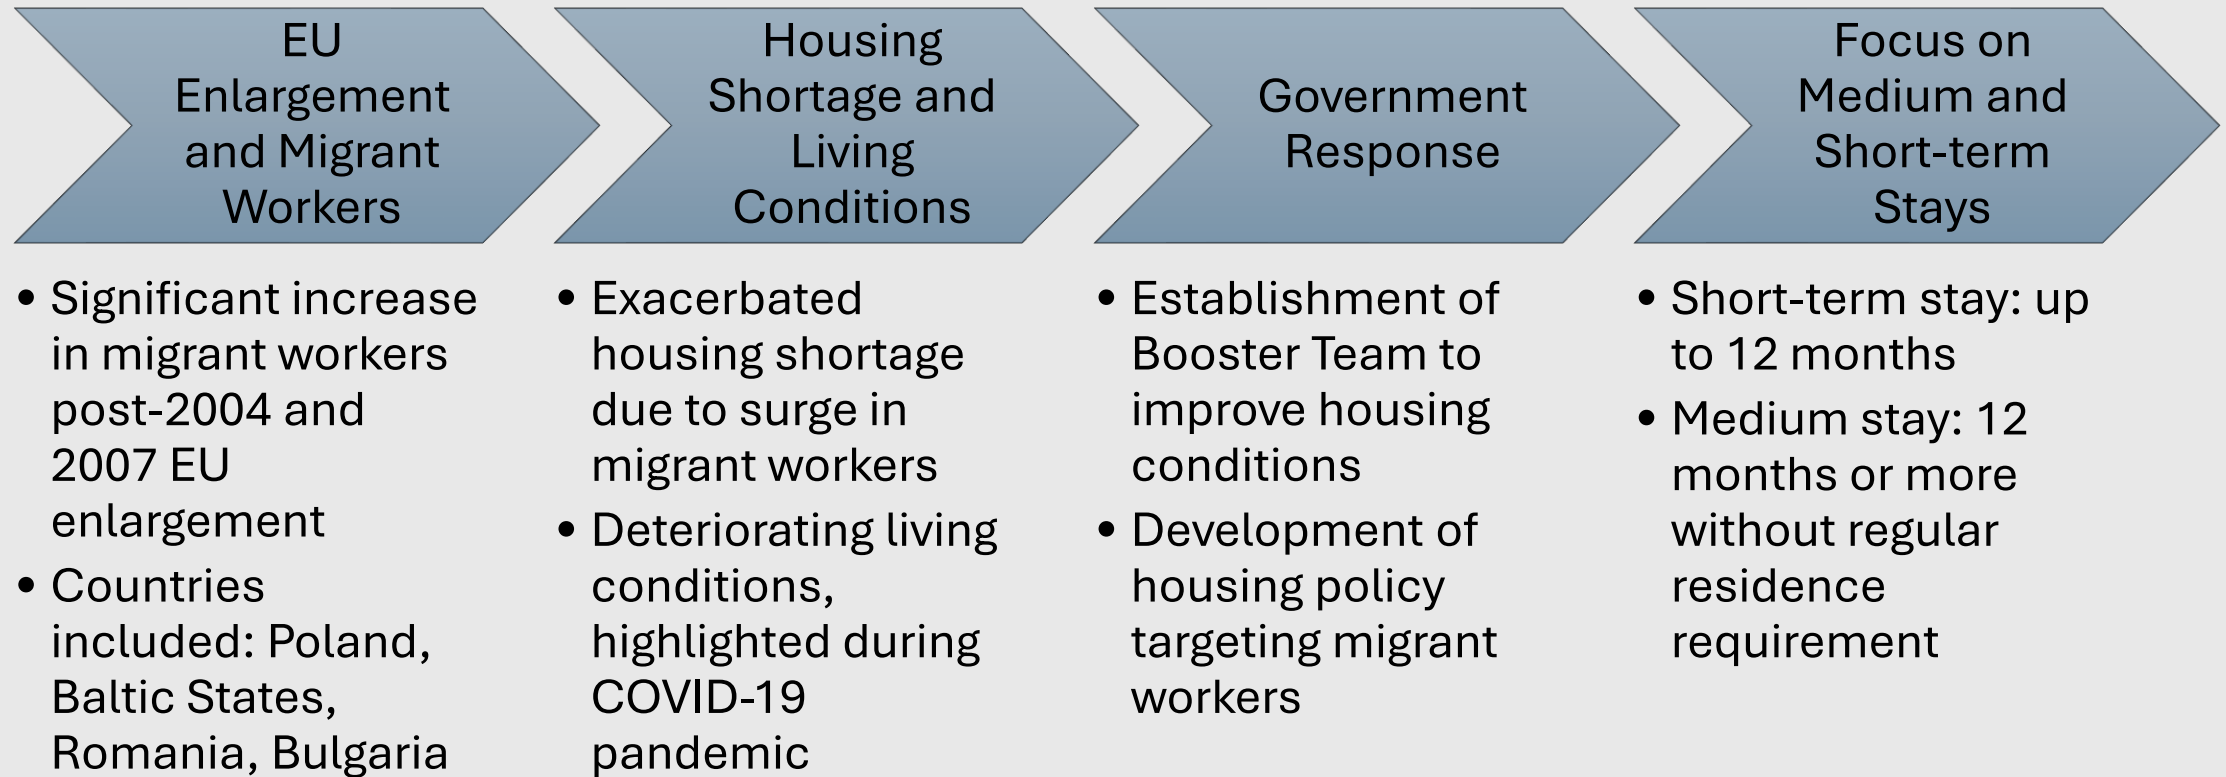 EU
Enlargement
and Migrant
Workers
• Significant increase
in migrant workers
post-2004 and
2007 EU
enlargement
• Countries
included: Poland,
Baltic States,
Romania, Bulgaria
Housing
Shortage and
Living
Conditions
• Exacerbated
housing shortage
due to surge in
migrant workers
• Deteriorating living
conditions,
highlighted during
COVID-19
pandemic
Government
Response
• Establishment of
Booster Team to
improve housing
conditions
• Development of
housing policy
targeting migrant
workers
Focus on
Medium and
Short-term
Stays
• Short-term stay: up
to 12 months
• Medium stay: 12
months or more
without regular
residence
requirement